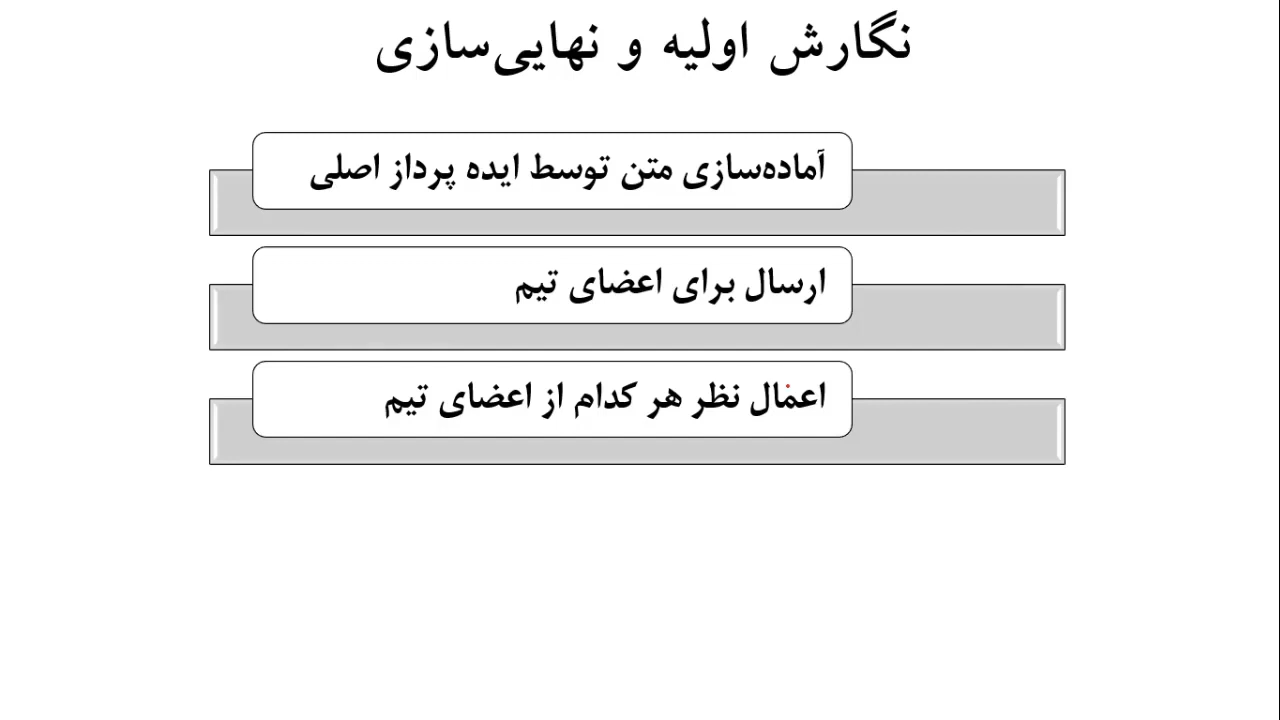 نگارش اولیه و نهایی‌سازی
آماده‌سازی متن توسط ایده پرداز اصلی
ارسال برای اعضای تیم
اعمال نظر هر کدام از اعضای تیم